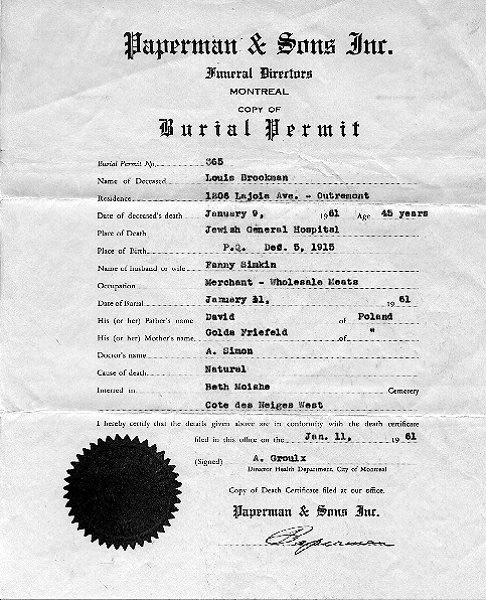 Paperman & Sons Inc.
Funeral Directors
MONTREAL
COPY OF
Burial Permit
Burial Permit No. 365
Name of Deceased Louis Brookman
Residence 1206 Lajoie Ave. - Outremont
Date of deceased's death January 9, 1961 Age 45 years
Place of Death Jewish General Hospital
Place of Birth P.Q. Dec. 5, 1915
Name of husband or wife Fanny Simkin
Occupation Merchant - Wholesale Meats
Date of Burial January 11, 1961
His (or her) Father's name David of Poland
His (or her) Mother's name Golda Friefeld of "
Doctor's name A. Simon
Cause of death Natural
Interred in Beth Moishe Cemetery
Cote des Neiges West
I hereby certify that the details given above are in conformity with the death certificate
filed in this office on the Jan. 11, 1961
(Signed) A. Groulx
Director Health Department, City of Montreal
Copy of Death Certificate filed at our office.
Paperman & Sons Inc.
Paperman